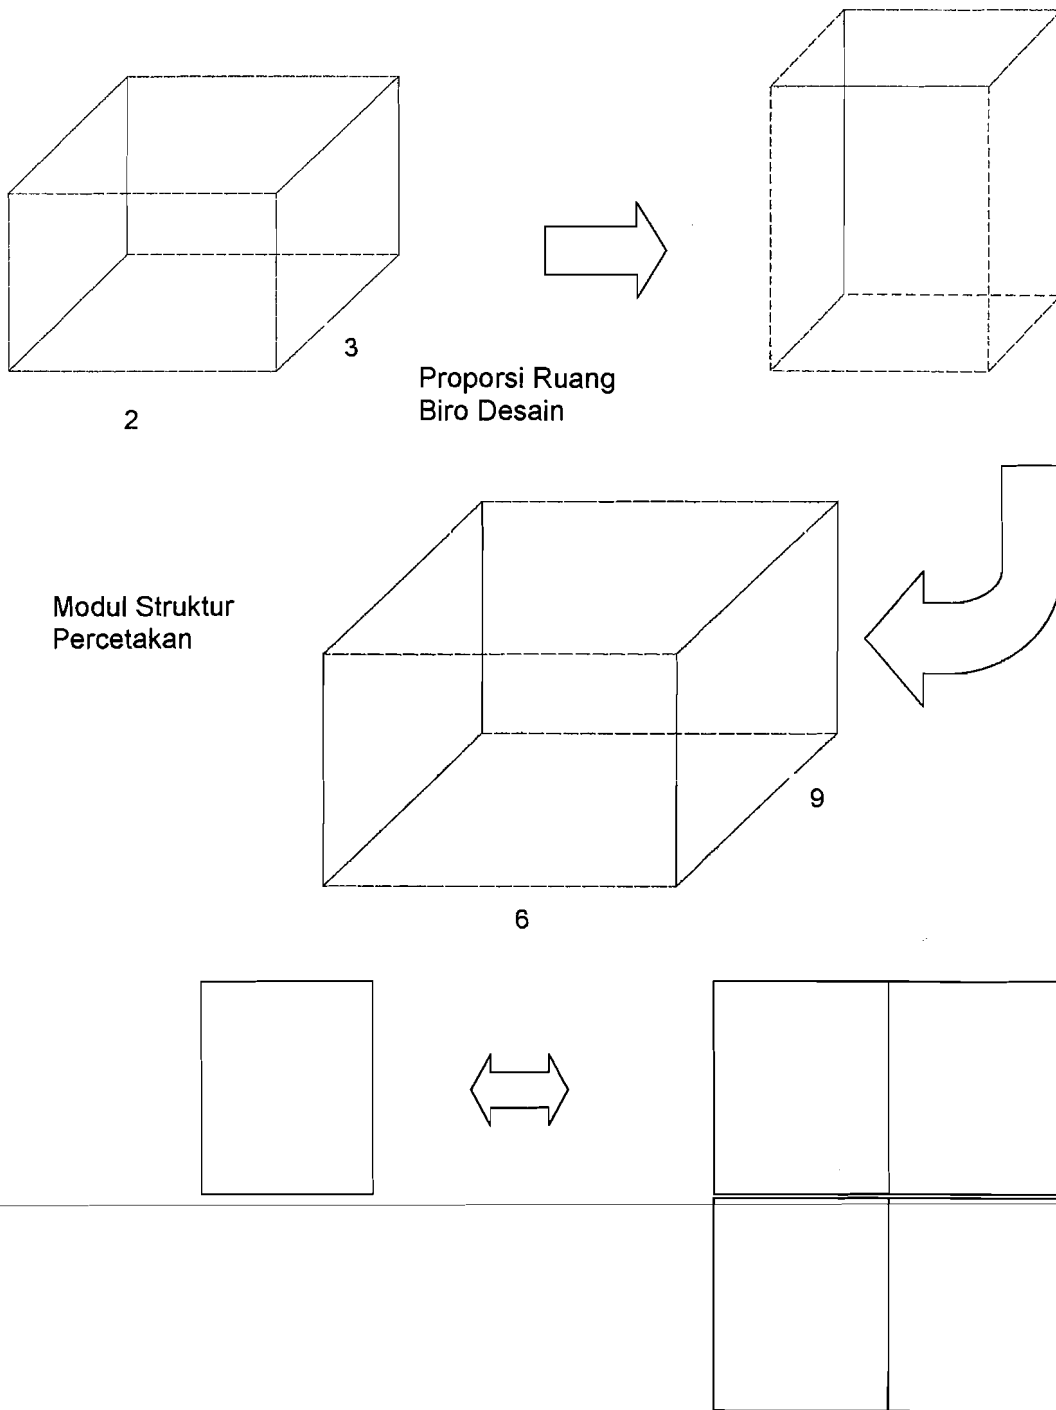 3
Proporsi Ruang
Biro Desain
2
Modul Struktur
Percetakan
9
6